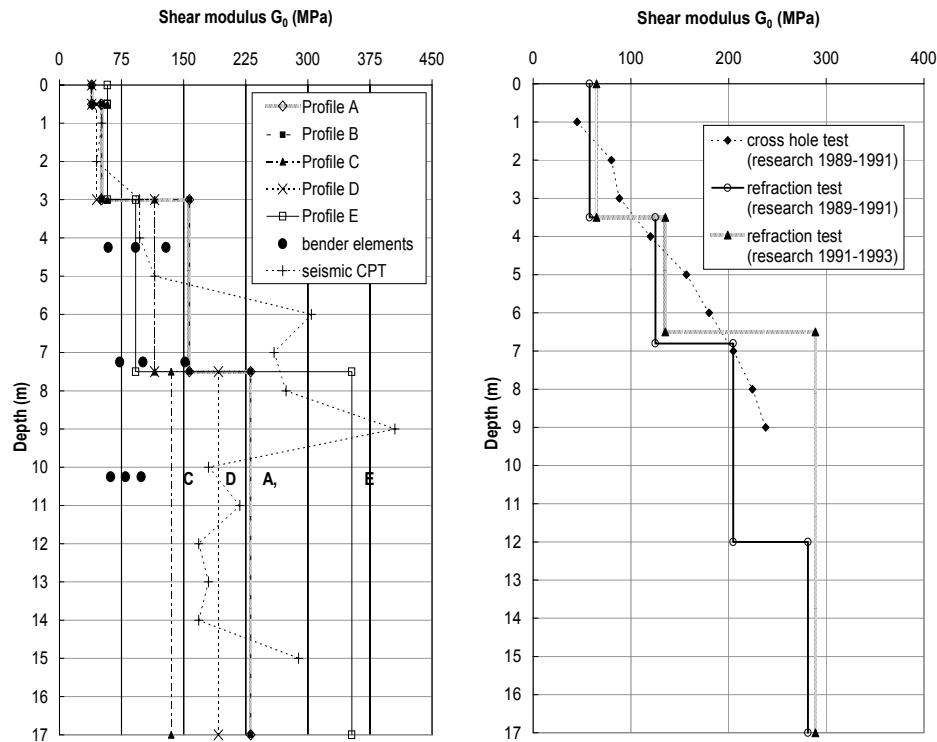 Shear modulus G₀ (MPa)
0 75 150 225 300 375 450
Depth (m)
0
1
2
3
4
5
6
7
8
9
10
11
12
13
14
15
16
17
Profile A
Profile B
Profile C
Profile D
Profile E
bender elements
seismic CPT
C D A, E
Shear modulus G₀ (MPa)
0 100 200 300 400
Depth (m)
0
1
2
3
4
5
6
7
8
9
10
11
12
13
14
15
16
17
cross hole test
(research 1989-1991)
refraction test
(research 1989-1991)
refraction test
(research 1991-1993)